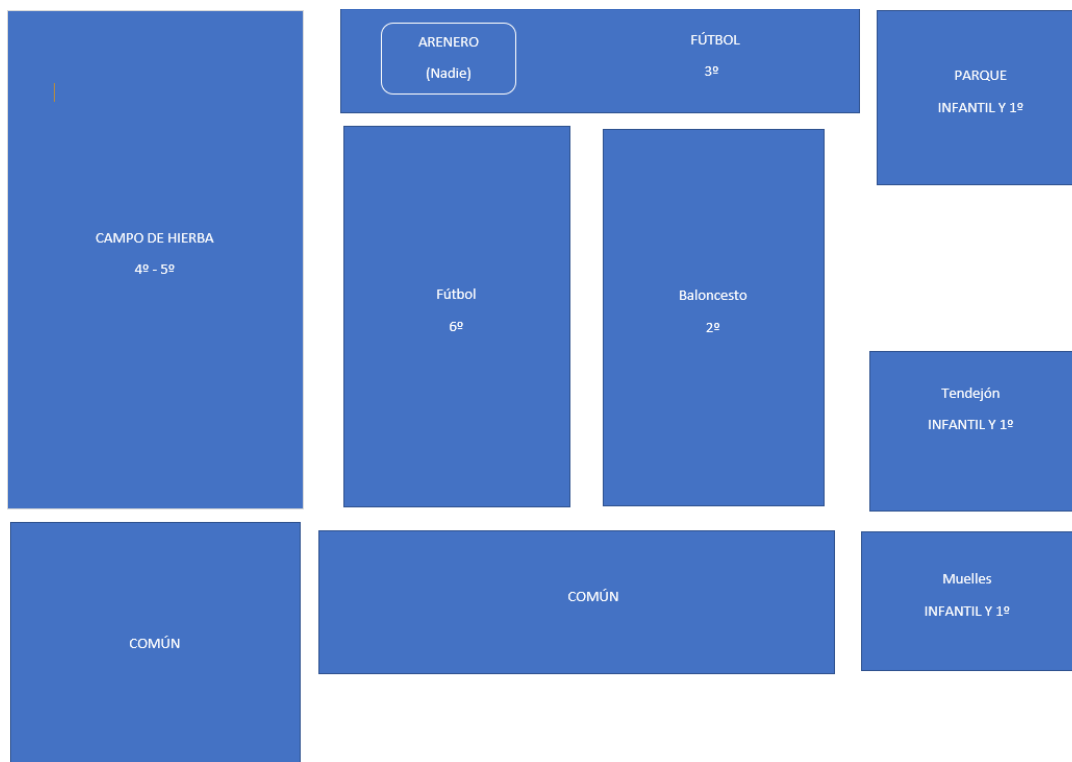 ARENERO
(Nadie)
FÚTBOL
3º
PARQUE
INFANTIL Y 1º
CAMPO DE HIERBA
4º - 5º
Fútbol
6º
Baloncesto
2º
Tendejón
INFANTIL Y 1º
COMÚN
COMÚN
Muelles
INFANTIL Y 1º